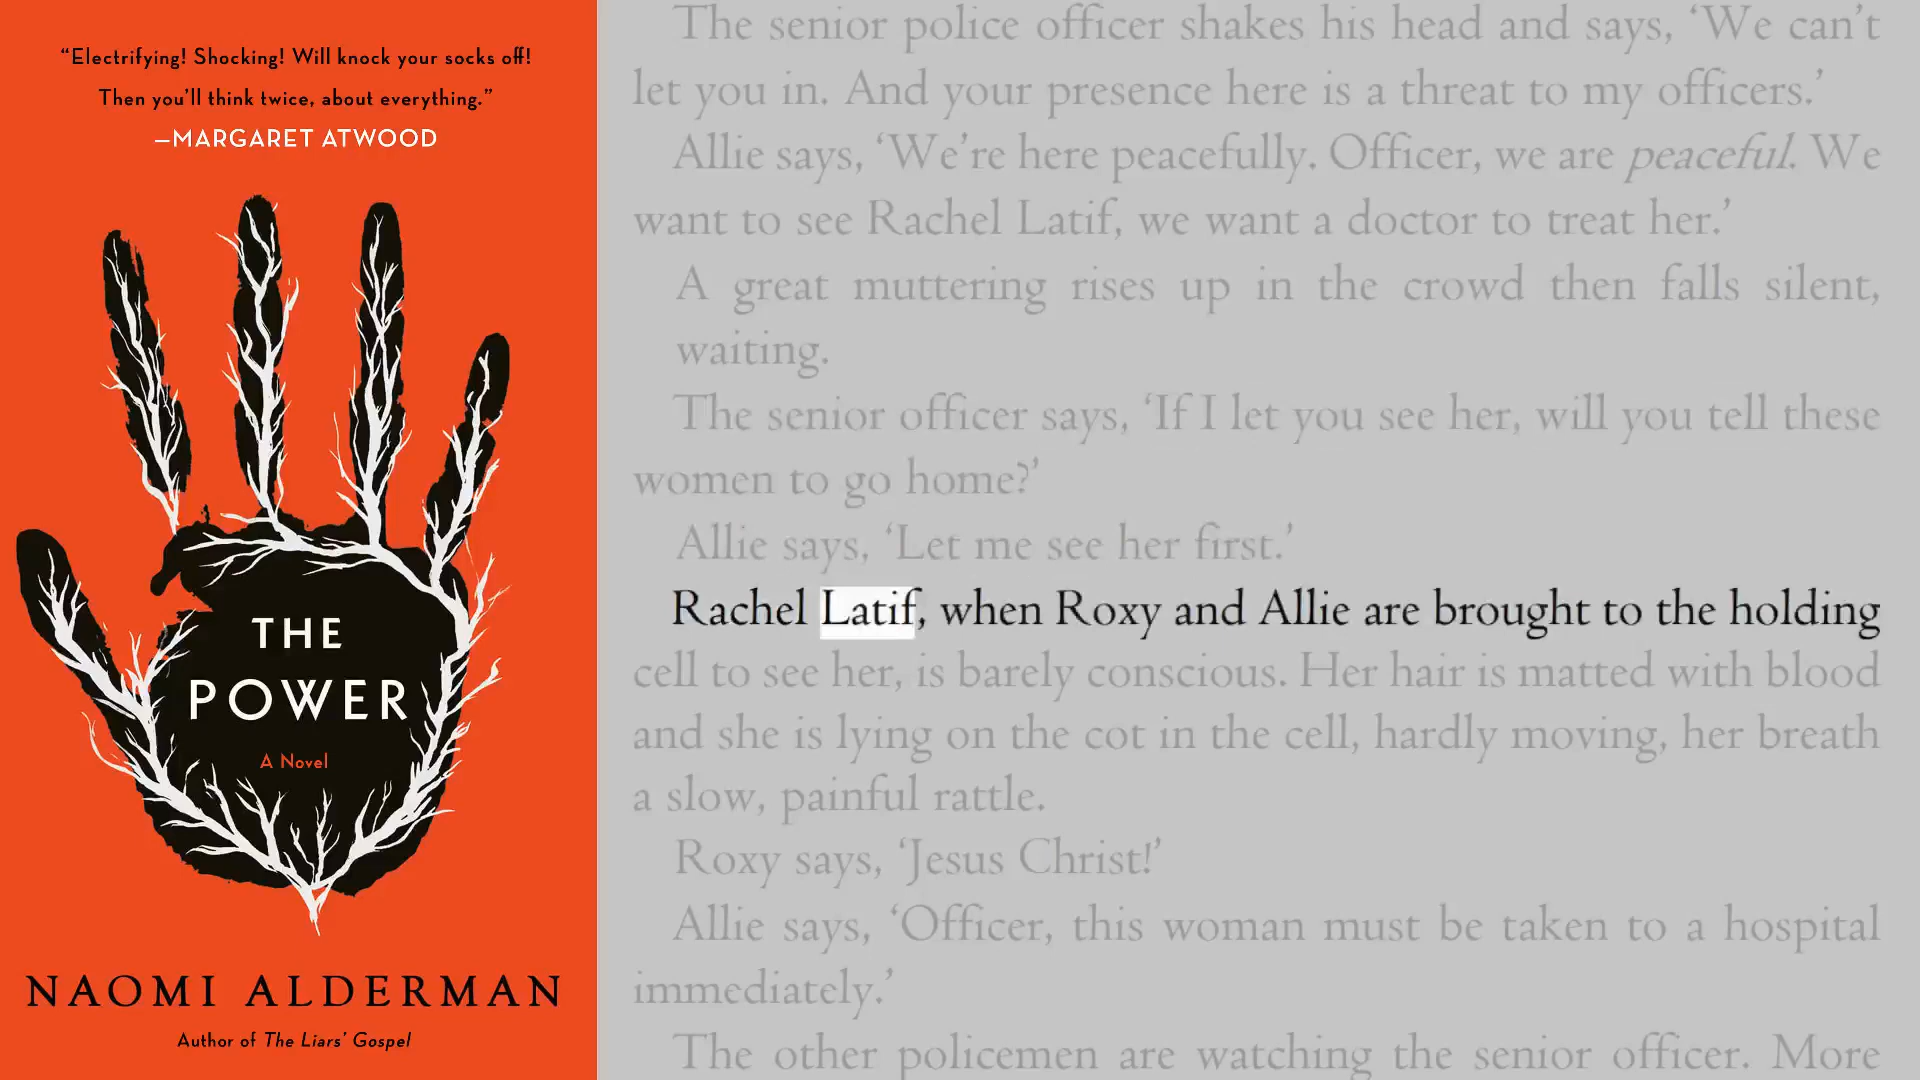 “Electrifying! Shocking! Will knock your socks off!
Then you’ll think twice, about everything.”
—MARGARET ATWOOD
THE
POWER
A Novel
NAOMI ALDERMAN
Author of The Liars’ Gospel
The senior police officer shakes his head and says, ‘We can’t
let you in. And your presence here is a threat to my officers.’
Allie says, ‘We’re here peacefully. Officer, we are peaceful. We
want to see Rachel Latif, we want a doctor to treat her.’
A great muttering rises up in the crowd then falls silent,
waiting.
The senior officer says, ‘If I let you see her, will you tell these
women to go home?’
Allie says, ‘Let me see her first.’
Rachel Latif, when Roxy and Allie are brought to the holding
cell to see her, is barely conscious. Her hair is matted with blood
and she is lying on the cot in the cell, hardly moving, her breath
a slow, painful rattle.
Roxy says, ‘Jesus Christ!’
Allie says, ‘Officer, this woman must be taken to a hospital
immediately.’
The other policemen are watching the senior officer. More